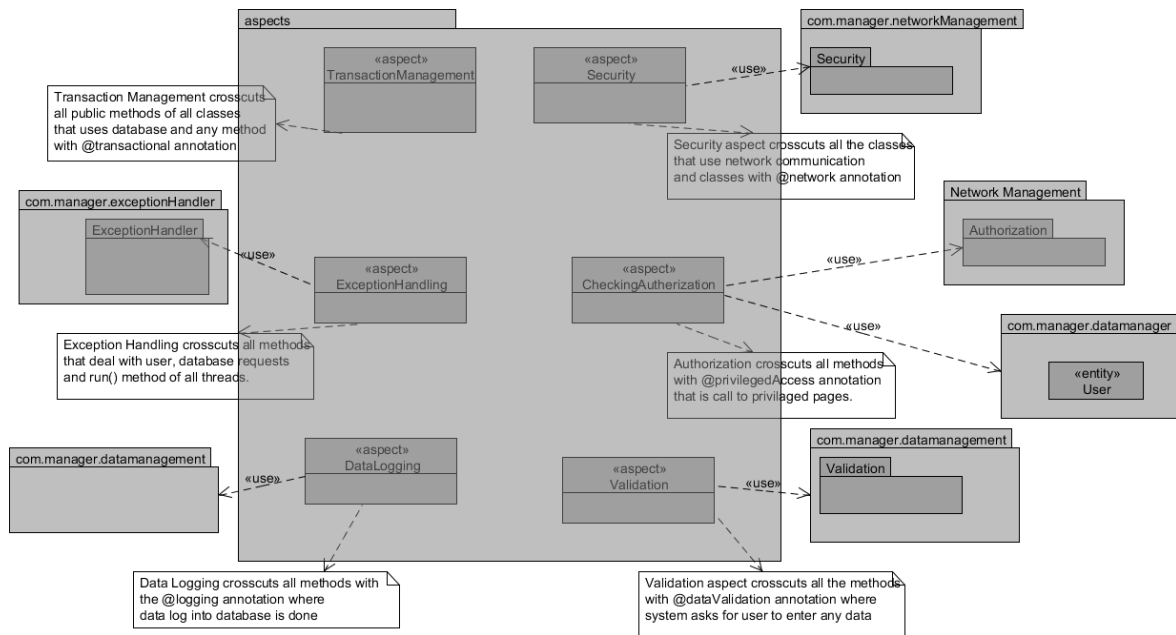 aspects
com.manager.networkManagement
«aspect»
TransactionManagement
«aspect»
Security
«use»
Security
Transaction Management crosscuts
all public methods of all classes
that uses database and any method
with @transactional annotation
Security aspect crosscuts all the classes
that use network communication
and classes with @network annotation
com.manager.exceptionHandler
ExceptionHandler
«use»
«aspect»
ExceptionHandling
«aspect»
CheckingAutherization
«use»
Network Management
Authorization
«use»
com.manager.datamanager
«entity»
User
Exception Handling crosscuts all methods
that deal with user, database requests
and run() method of all threads.
Authorization crosscuts all methods
with @privilegedAccess annotation
that is call to privilaged pages.
com.manager.datamanagement
«use»
«aspect»
DataLogging
«aspect»
Validation
«use»
com.manager.datamanagement
Validation
Data Logging crosscuts all methods with
the @logging annotation where
data log into database is done
Validation aspect crosscuts all the methods
with @dataValidation annotation where
system asks for user to enter any data